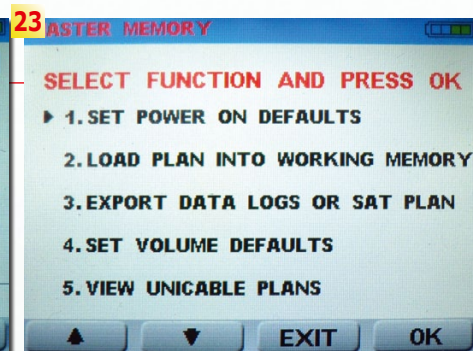 23
ASTER MEMORY
SELECT FUNCTION AND PRESS OK
1. SET POWER ON DEFAULTS
2. LOAD PLAN INTO WORKING MEMORY
3. EXPORT DATA LOGS OR SAT PLAN
4. SET VOLUME DEFAULTS
5. VIEW UNICABLE PLANS
EXIT OK